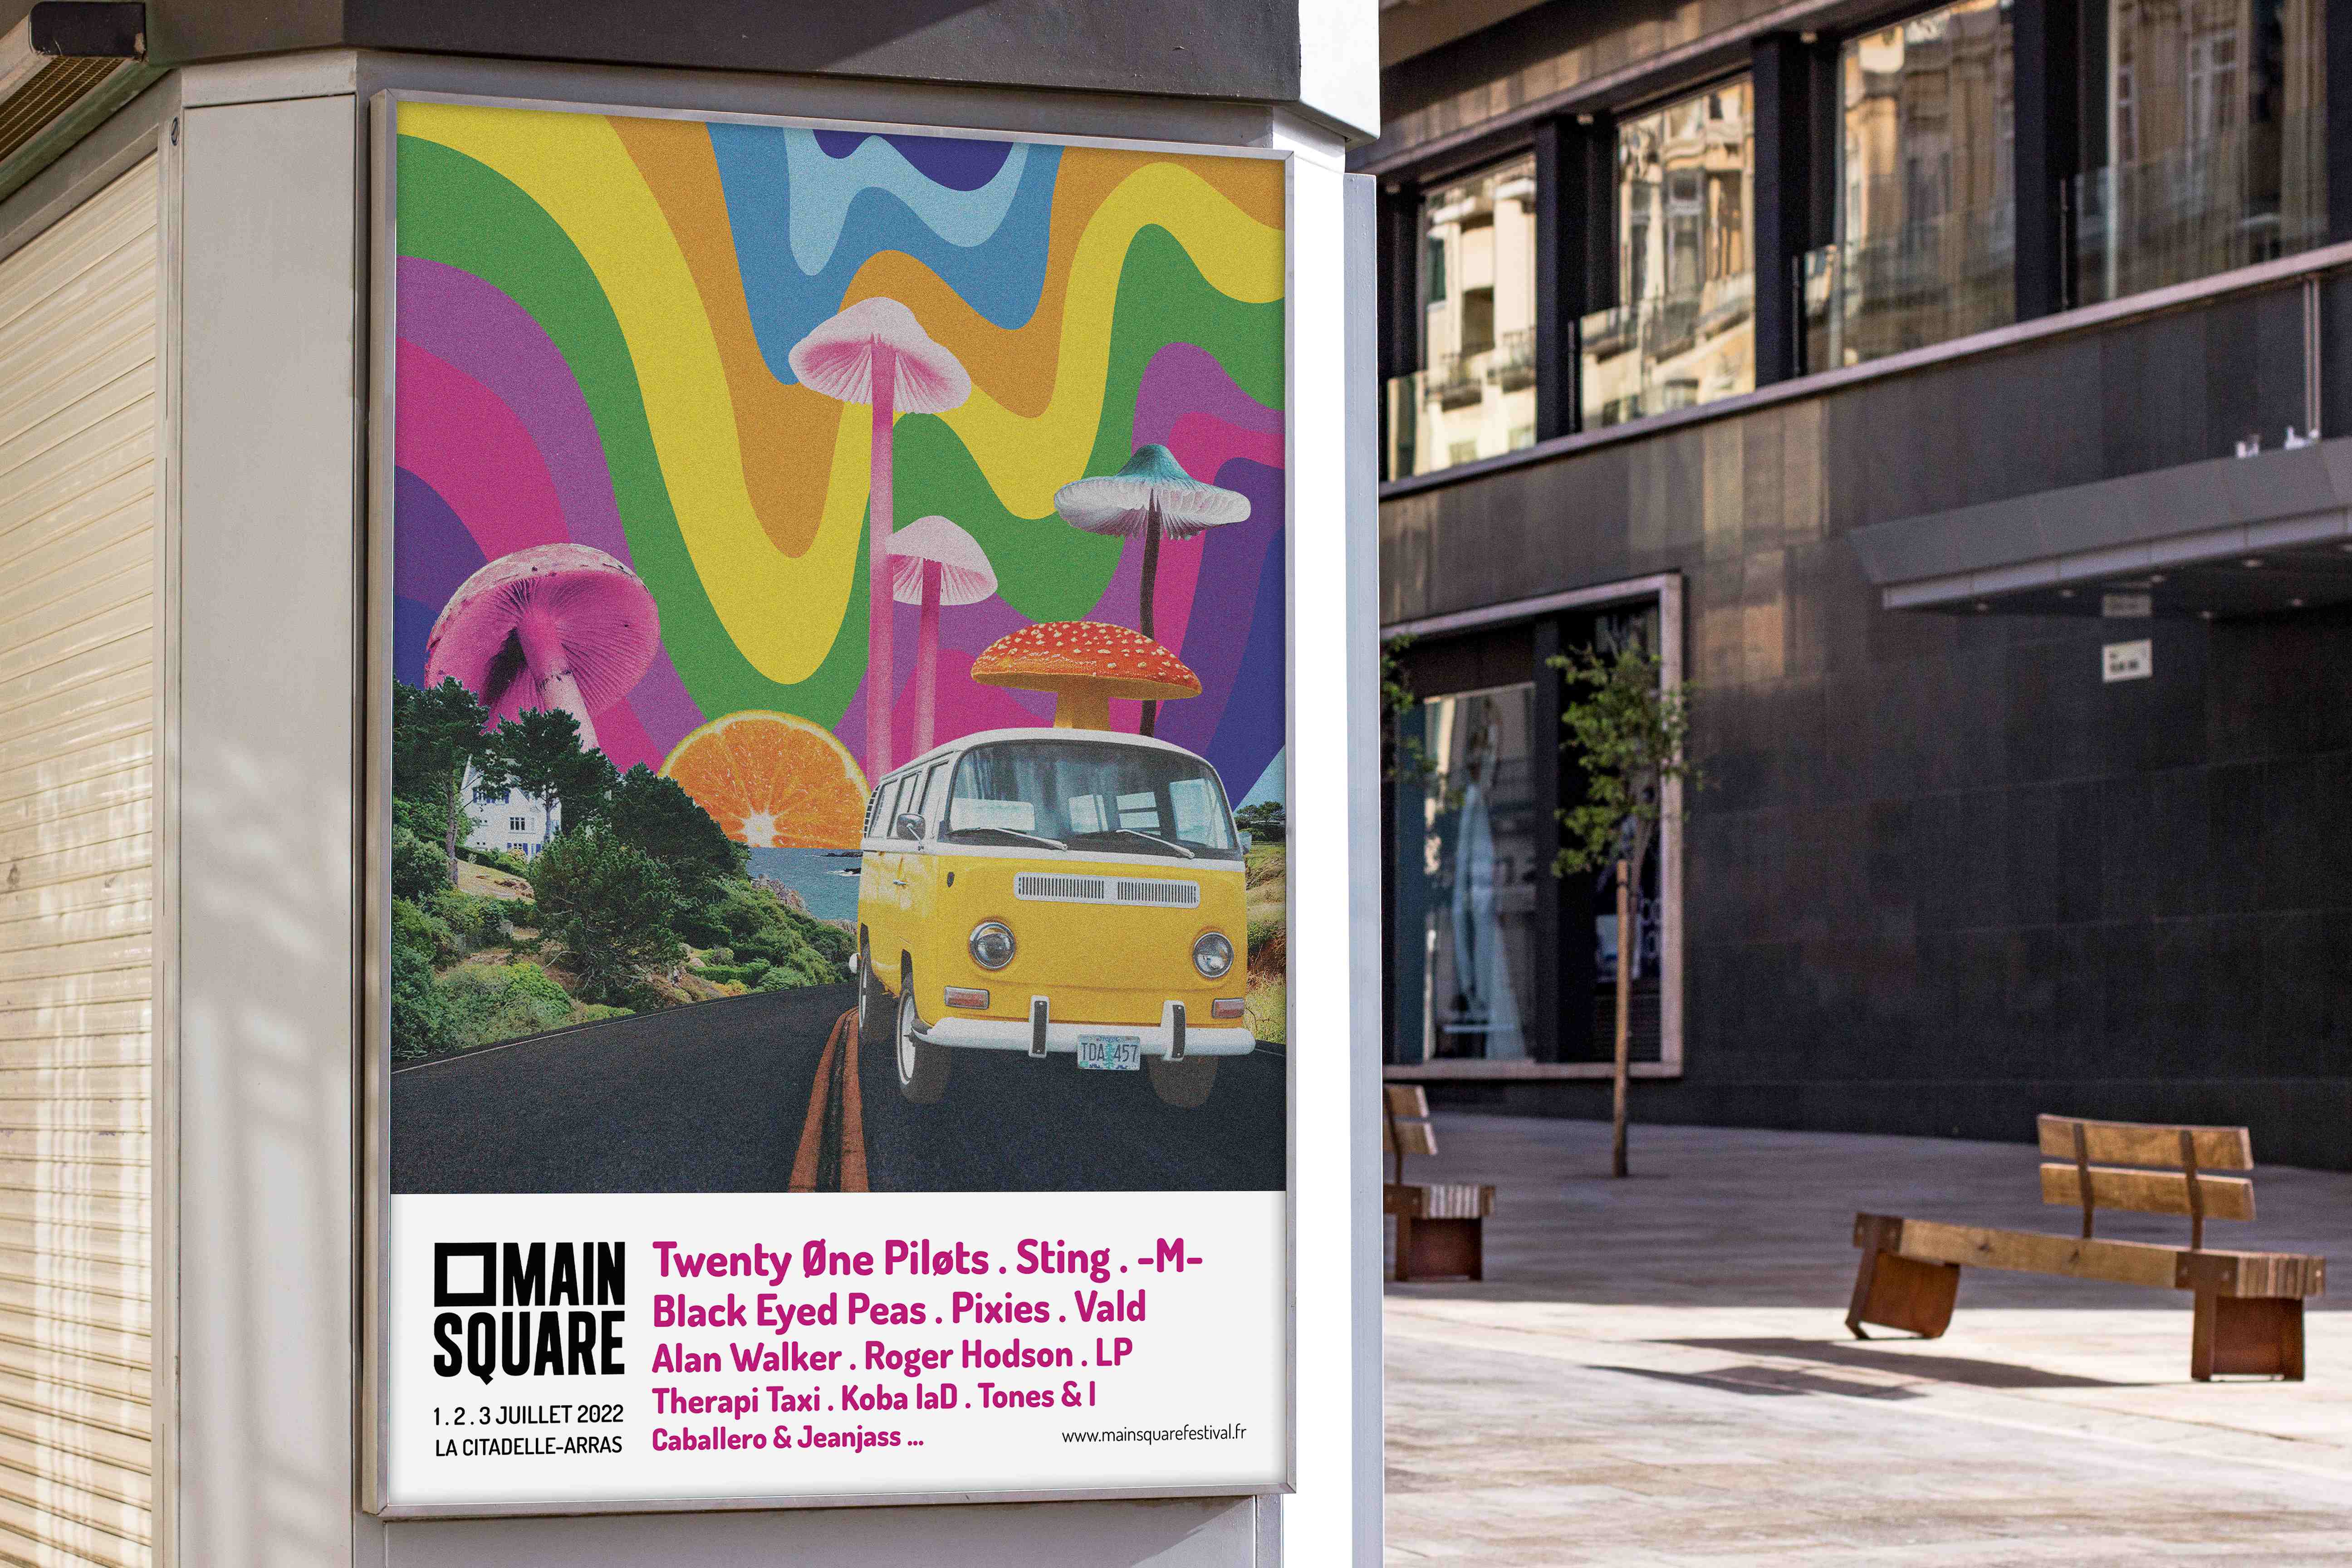 TDA 457
MAIN
SQUARE
1 . 2 . 3 JUILLET 2022
LA CITADELLE-ARRAS
Twenty Øne Piløts . Sting . -M-
Black Eyed Peas . Pixies . Vald
Alan Walker . Roger Hodson . LP
Therapi Taxi . Koba laD . Tones & I
Caballero & Jeanjass ...
www.mainsquarefestival.fr